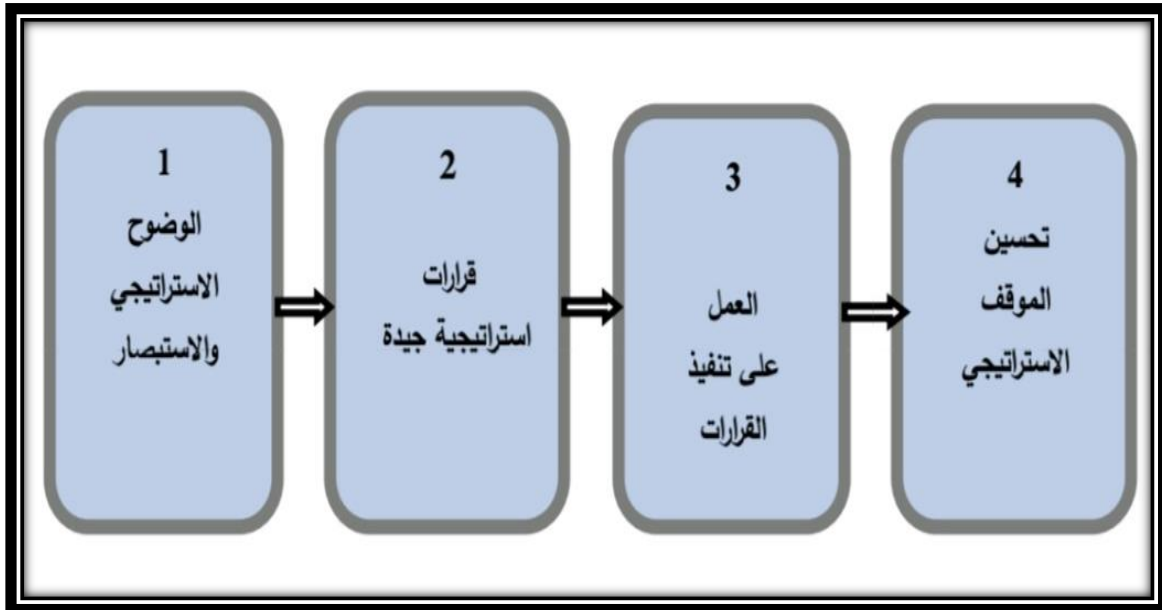 1
الوضوح
الاستراتيجي
والاستبصار
2
قرارات
استراتيجية جيدة
3
العمل
على تنفيذ
القرارات
4
تحسين
الموقف
الاستراتيجي